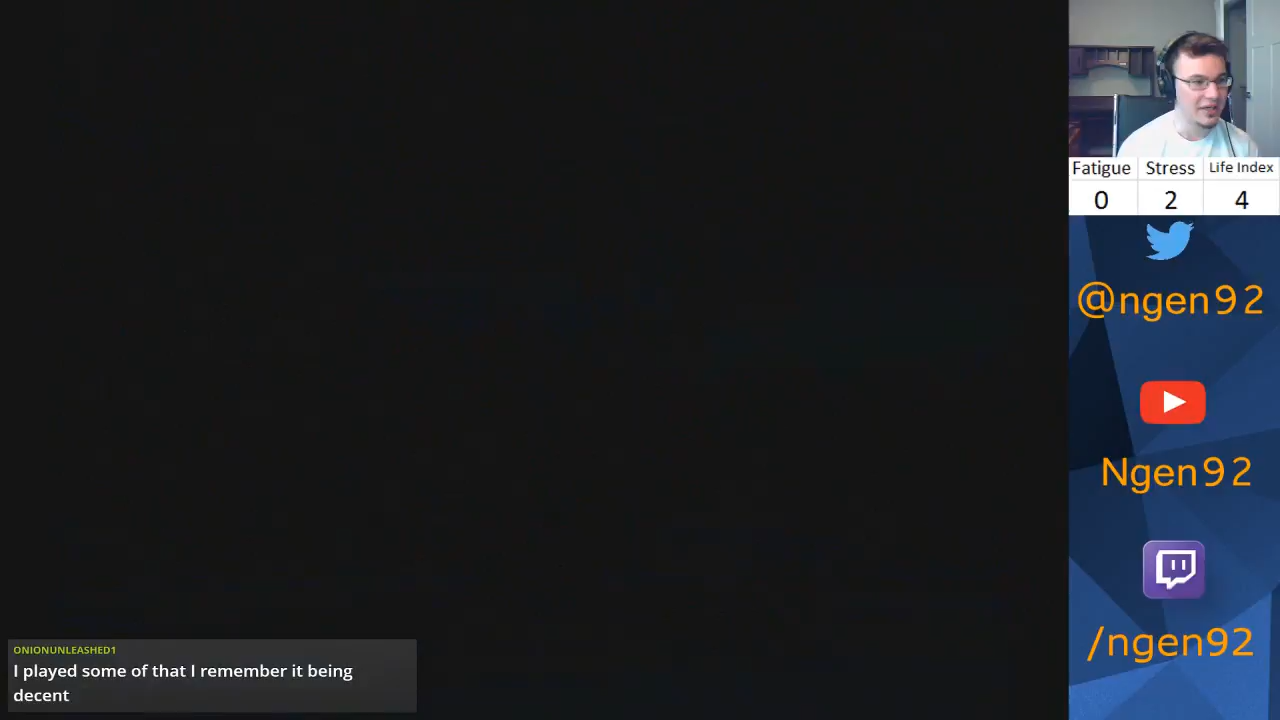 Fatigue Stress Life Index
0 2 4
@ngen92
Ngen92
/ngen92
ONIONUNLEASHED1
I played some of that I remember it being
decent